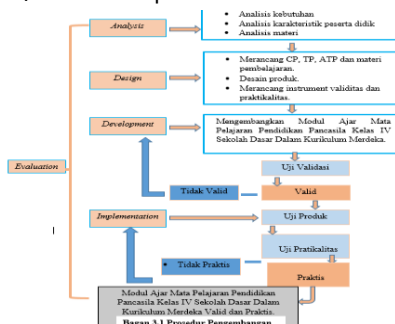 Analysis
• Analisis kebutuhan
• Analisis karakteristik peserta didik
• Analisis materi
Design
• Merancang CP, TP, ATP dan materi
pembelajaran.
• Desain produk.
• Merancang instrument validitas dan
praktikalitas.
Development
Mengembangkan Modul Ajar Mata
Pelajaran Pendidikan Pancasila Kelas IV
Sekolah Dasar Dalam Kurikulum Merdeka.
Evaluation
Uji Validasi
Tidak Valid
Valid
Implementation
Uji Produk
Uji Pratikalitas
• Tidak Praktis
Praktis
Modul Ajar Mata Pelajaran Pendidikan
Pancasila Kelas IV Sekolah Dasar Dalam
Kurikulum Merdeka Valid dan Praktis.
Bagan 3.1 Prosedur Pengembangan